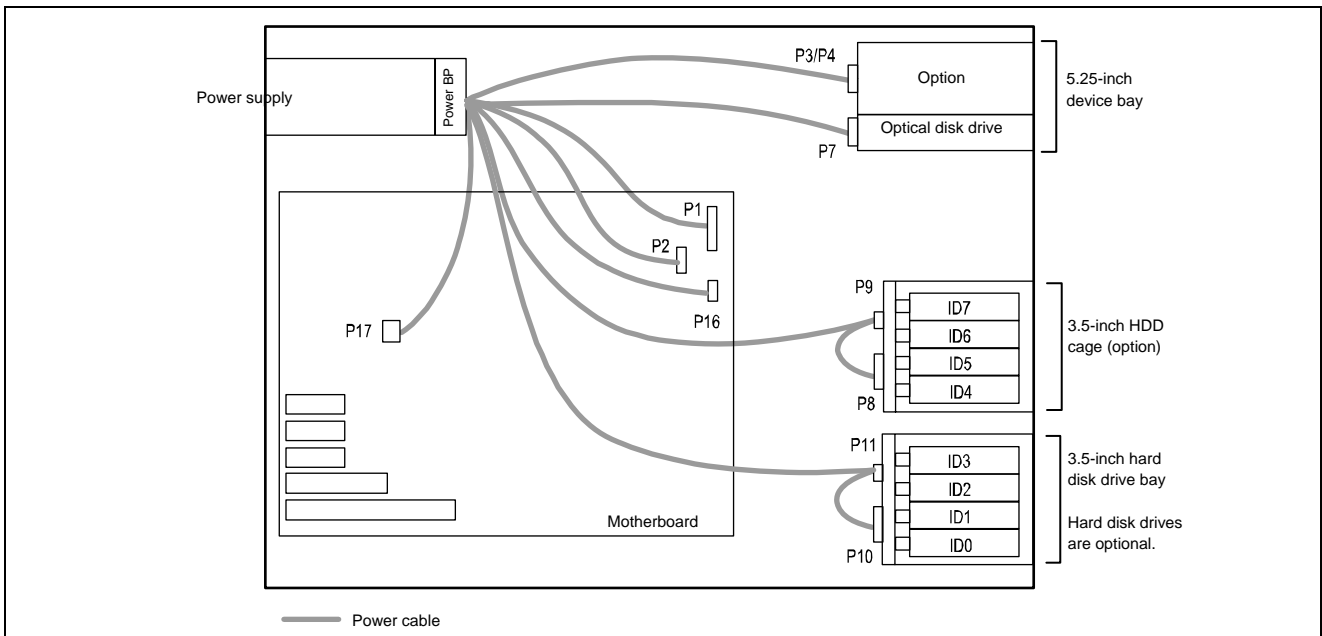 Power supply
Power BP
P3/P4
Option
Optical disk drive
P7
5.25-inch
device bay
P1
P2
P16
P17
Motherboard
P9
ID7
ID6
ID5
ID4
P8
3.5-inch HDD
cage (option)
P11
ID3
ID2
ID1
ID0
P10
3.5-inch hard
disk drive bay
Hard disk drives
are optional.
Power cable